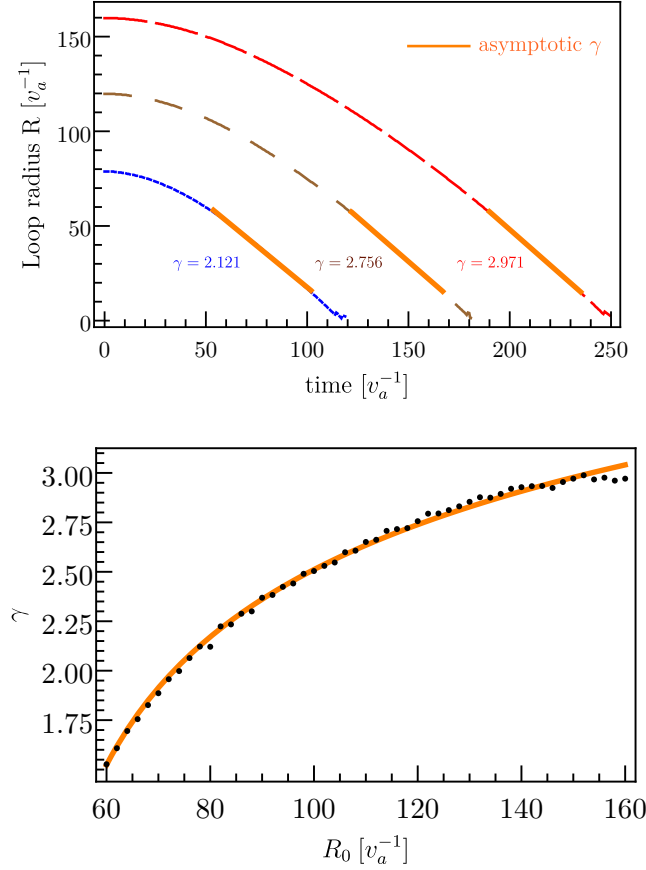 150
100
50
0
Loop radius R [v_a^{-1}]
asymptotic γ
γ = 2.121
γ = 2.756
γ = 2.971
0 50 100 150 200 250
time [v_a^{-1}]
3.00
2.75
2.50
2.25
2.00
1.75
γ
60 80 100 120 140 160
R_0 [v_a^{-1}]